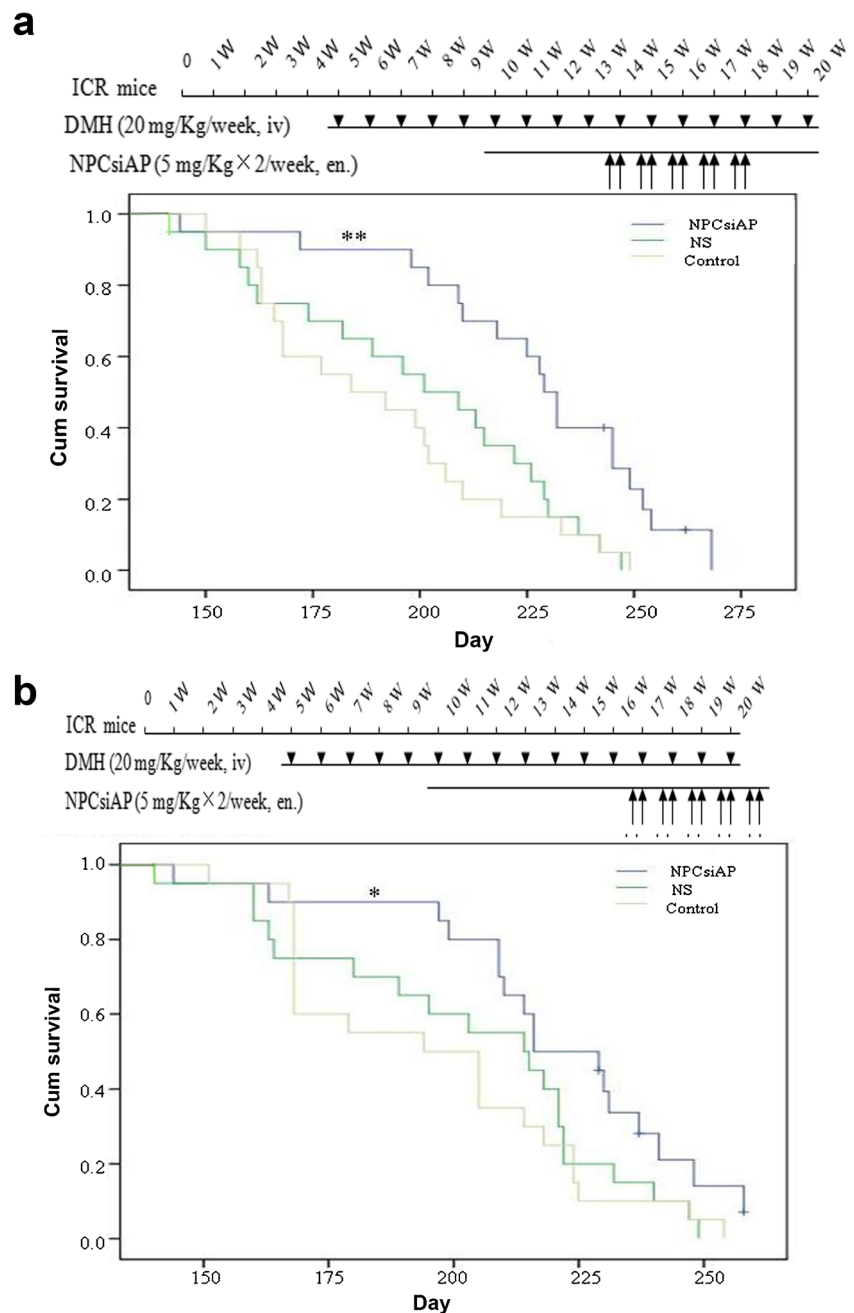 a
0 1W 2W 3W 4W 5W 6W 7W 8W 9W 10W 11W 12W 13W 14W 15W 16W 17W 18W 19W 20W
ICR mice
DMH (20 mg/Kg/week, iv)
NPCsiAP (5 mg/Kg×2/week, en.)
1.0
0.8
0.6
0.4
0.2
0.0
Cum survival
**
NPCsiAP
NS
Control
150 175 200 225 250 275
Day
b
0 1W 2W 3W 4W 5W 6W 7W 8W 9W 10W 11W 12W 13W 14W 15W 16W 17W 18W 19W 20W
ICR mice
DMH (20 mg/Kg/week, iv)
NPCsiAP (5 mg/Kg×2/week, en.)
1.0
0.8
0.6
0.4
0.2
0.0
Cum survival
*
NPCsiAP
NS
Control
150 175 200 225 250
Day